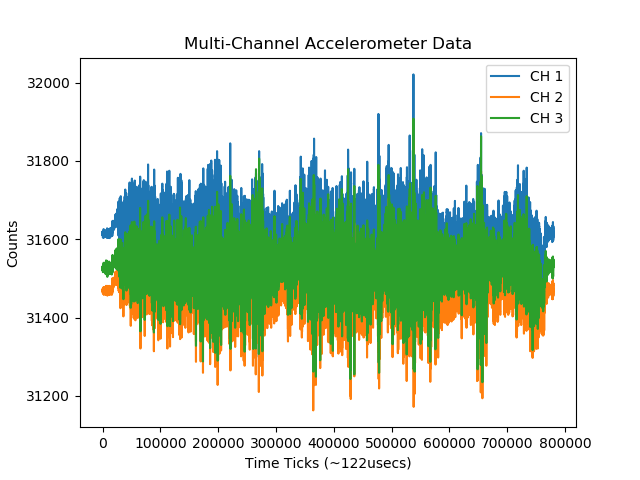 Multi-Channel Accelerometer Data
CH 1
CH 2
CH 3
Counts
32000
31800
31600
31400
31200
0 100000 200000 300000 400000 500000 600000 700000 800000
Time Ticks (~122usecs)